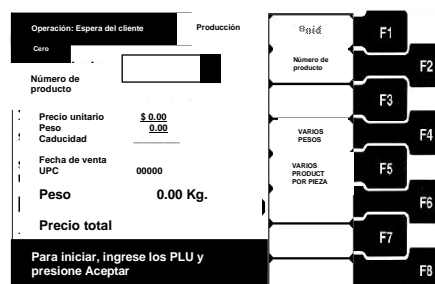 Operación: Espera del cliente
Producción
Cero
Número de
producto
Precio unitario $ 0.00
Peso 0.00
Caducidad
Fecha de venta
UPC 00000
Peso 0.00 Kg.
Precio total
Para iniciar, ingrese los PLU y
presione Aceptar
Número de
producto
VARIOS
PESOS
VARIOS
PRODUCT
POR PIEZA
F1
F2
F3
F4
F5
F6
F7
F8